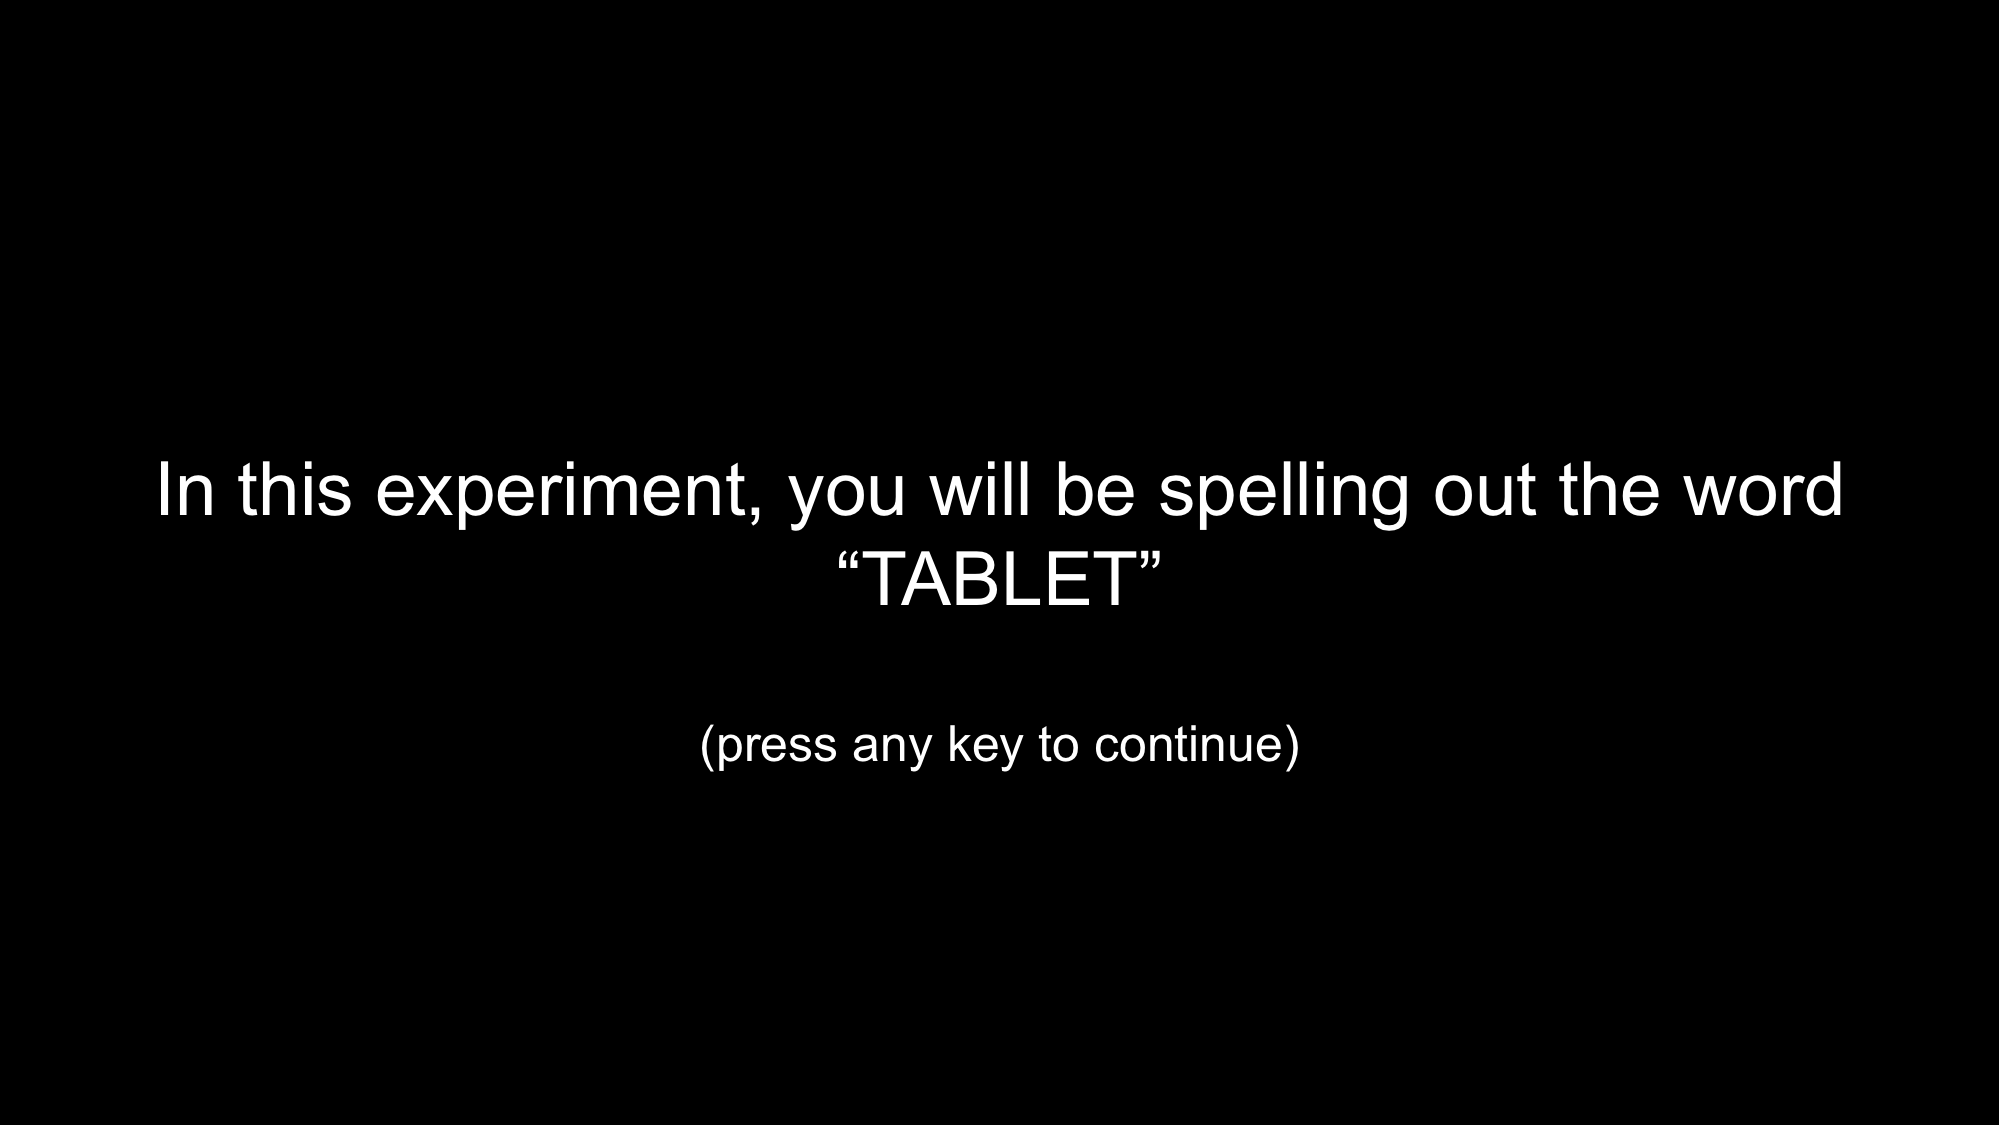 In this experiment, you will be spelling out the word
“TABLET”
(press any key to continue)